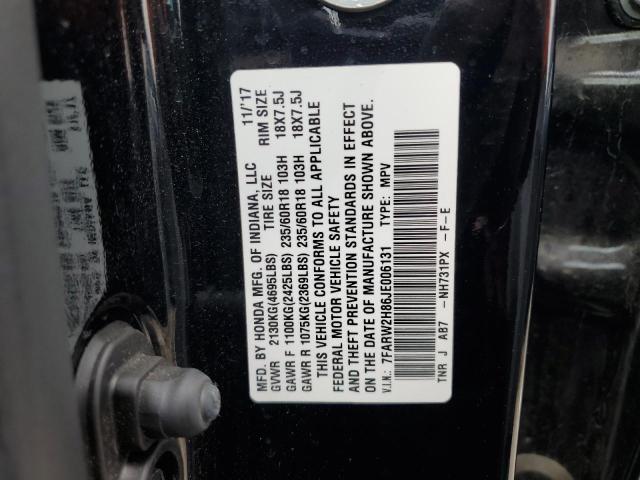 MFD. BY HONDA MFG. OF INDIANA, LLC 11/'17
GVWR 2130KG(4695LBS) TIRE SIZE RIM SIZE
GAWR F 1100KG(2425LBS) 235/60R18 103H 18X7.5J
GAWR R 1075KG(2369LBS) 235/60R18 103H 18X7.5J
THIS VEHICLE CONFORMS TO ALL APPLICABLE
FEDERAL MOTOR VEHICLE SAFETY
AND THEFT PREVENTION STANDARDS IN EFFECT
ON THE DATE OF MANUFACTURE SHOWN ABOVE.
V.I.N.: 7FARW2H86JE006131 TYPE: MPV
TNR J AB7 -NH731PX -F-E